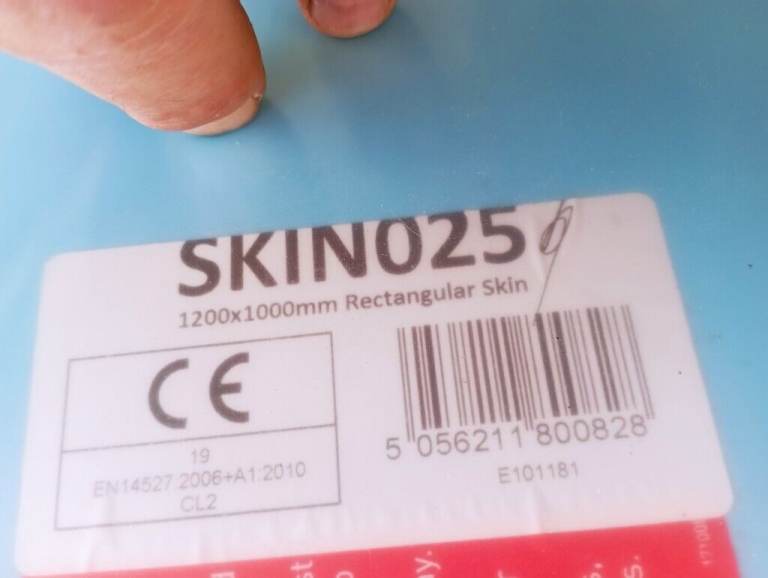 SKIN025
1200x1000mm Rectangular Skin
CE
19
EN14527:2006+A1:2010
CL2
5 056211 800828
E101181